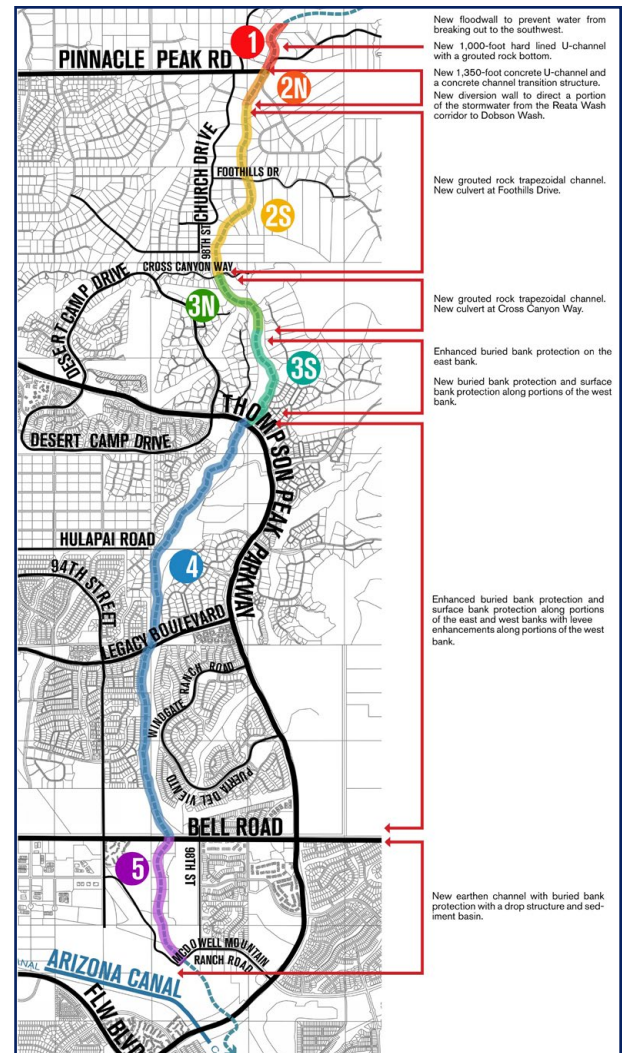 New floodwall to prevent water from
breaking out to the southwest.
1
New 1,000-foot hard lined U-channel
with a grouted rock bottom.
PINNACLE PEAK RD
New 1,350-foot concrete U-channel and
a concrete channel transition structure.
2N
New diversion wall to direct a portion
of the stormwater from the Reata Wash
corridor to Dobson Wash.
CHURCH DRIVE
FOOTHILLS DR
New grouted rock trapezoidal channel.
New culvert at Foothills Drive.
2S
98TH ST
CROSS CANYON WAY
DESERT CAMP DRIVE
3N
New grouted rock trapezoidal channel.
New culvert at Cross Canyon Way.
Enhanced buried bank protection on the
east bank.
3S
New buried bank protection and surface
bank protection along portions of the west
bank.
THOMPSON PEAK PARKWAY
DESERT CAMP DRIVE
HULAPAI ROAD
4
94TH STREET
Enhanced buried bank protection and
surface bank protection along portions
of the east and west banks with levee
enhancements along portions of the west
bank.
LEGACY BOULEVARD
WINDGATE RANCH ROAD
PUERTA DEL VIENTO
BELL ROAD
98TH ST
5
New earthen channel with buried bank
protection with a drop structure and sed-
iment basin.
MCDOWELL MOUNTAIN
RANCH ROAD
ARIZONA CANAL
FLW BLVD